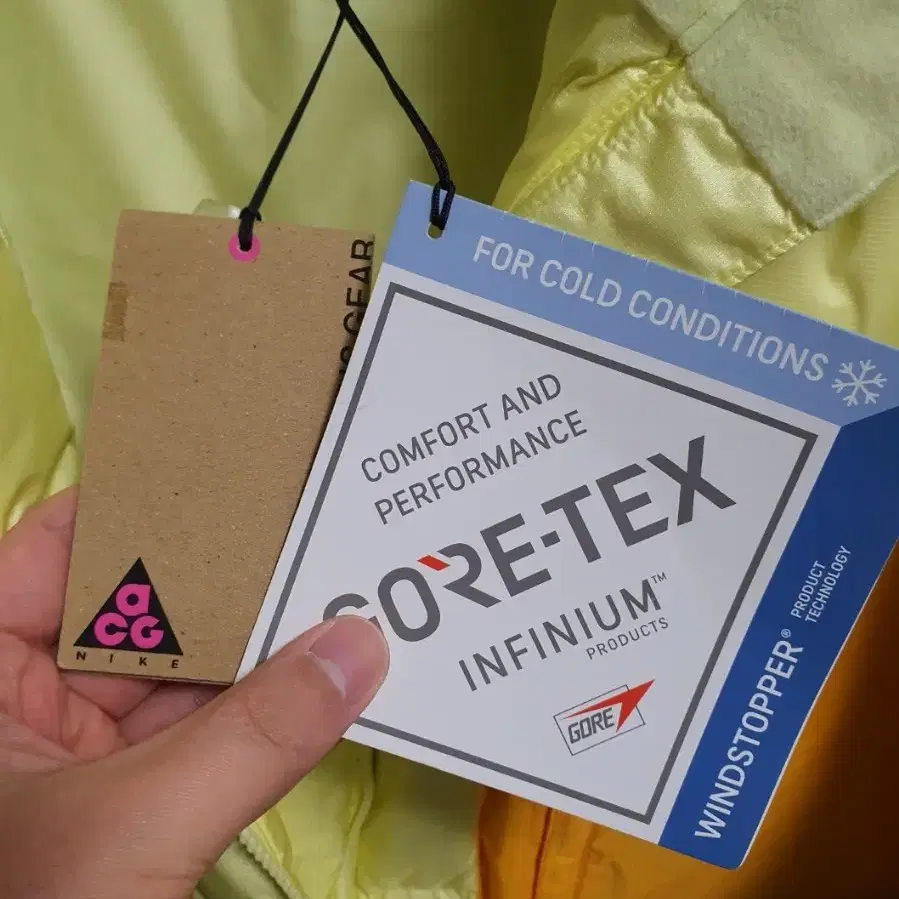 GEAR
aCG
NIKE
FOR COLD CONDITIONS
COMFORT AND
PERFORMANCE
GORE-TEX
INFINIUM™
PRODUCTS
GORE
WINDSTOPPER®
PRODUCT
TECHNOLOGY